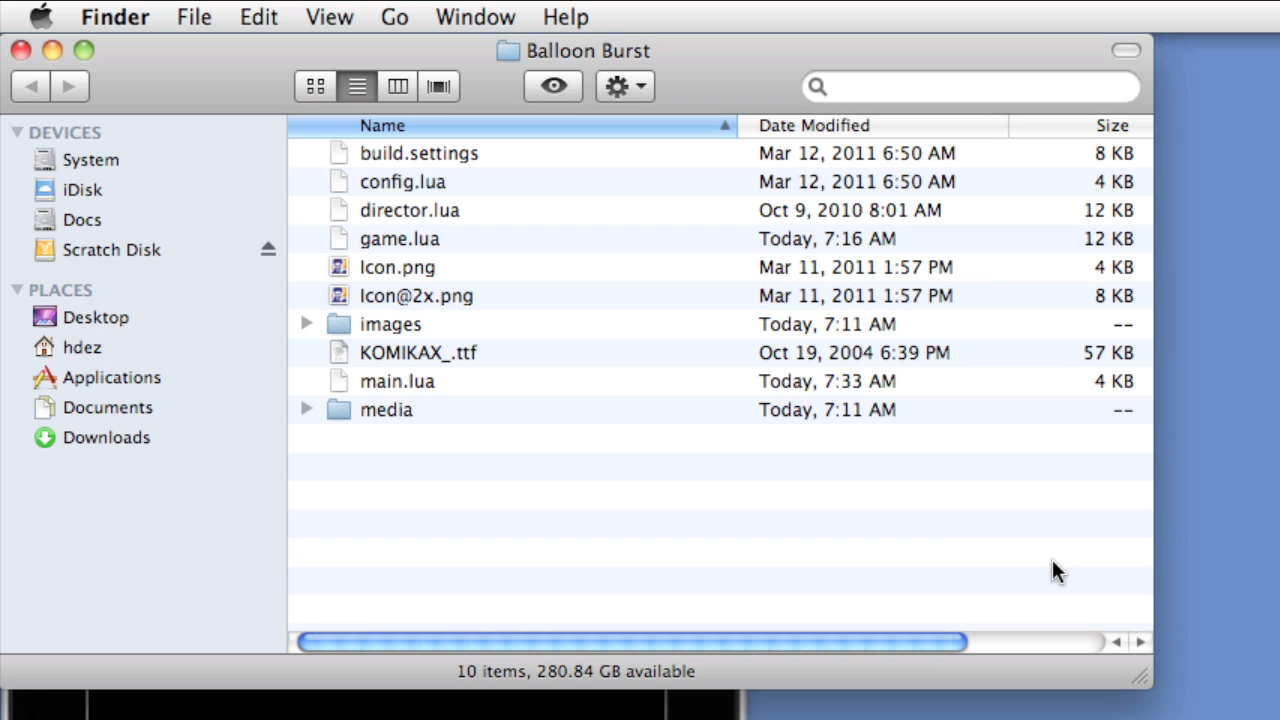 Finder File Edit View Go Window Help
Balloon Burst
Name Date Modified Size
DEVICES
System
iDisk
Docs
Scratch Disk
PLACES
Desktop
hdez
Applications
Documents
Downloads
build.settings Mar 12, 2011 6:50 AM 8 KB
config.lua Mar 12, 2011 6:50 AM 4 KB
director.lua Oct 9, 2010 8:01 AM 12 KB
game.lua Today, 7:16 AM 12 KB
Icon.png Mar 11, 2011 1:57 PM 4 KB
Icon@2x.png Mar 11, 2011 1:57 PM 8 KB
images Today, 7:11 AM --
KOMIKAX_.ttf Oct 19, 2004 6:39 PM 57 KB
main.lua Today, 7:33 AM 4 KB
media Today, 7:11 AM --
10 items, 280.84 GB available